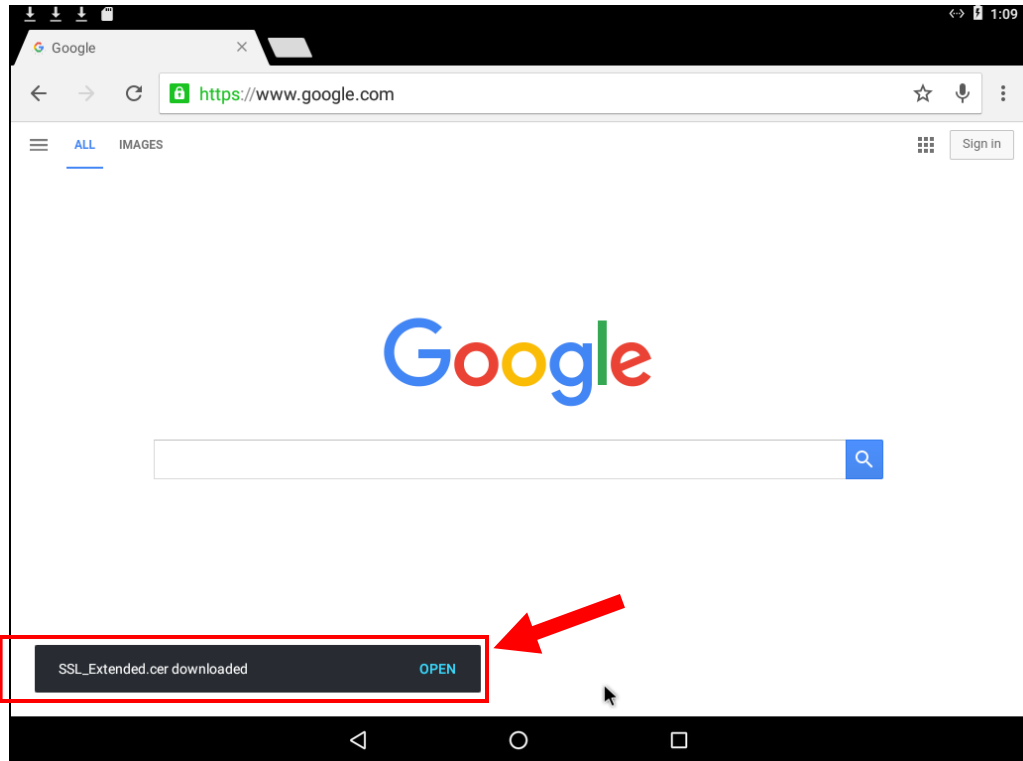 1:09
Google
https://www.google.com
ALL IMAGES
Sign in
Google
SSL_Extended.cer downloaded OPEN